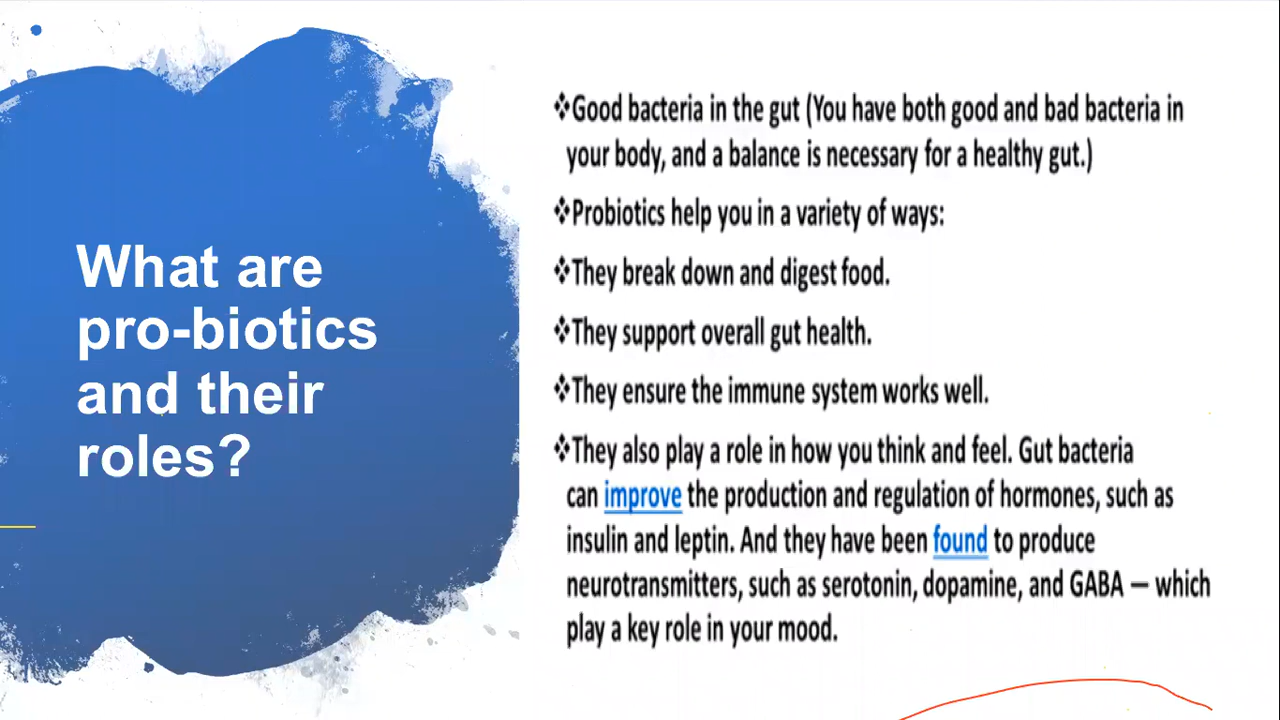 What are
pro-biotics
and their
roles?
❖Good bacteria in the gut (You have both good and bad bacteria in
your body, and a balance is necessary for a healthy gut.)
❖Probiotics help you in a variety of ways:
❖They break down and digest food.
❖They support overall gut health.
❖They ensure the immune system works well.
❖They also play a role in how you think and feel. Gut bacteria
can improve the production and regulation of hormones, such as
insulin and leptin. And they have been found to produce
neurotransmitters, such as serotonin, dopamine, and GABA — which
play a key role in your mood.